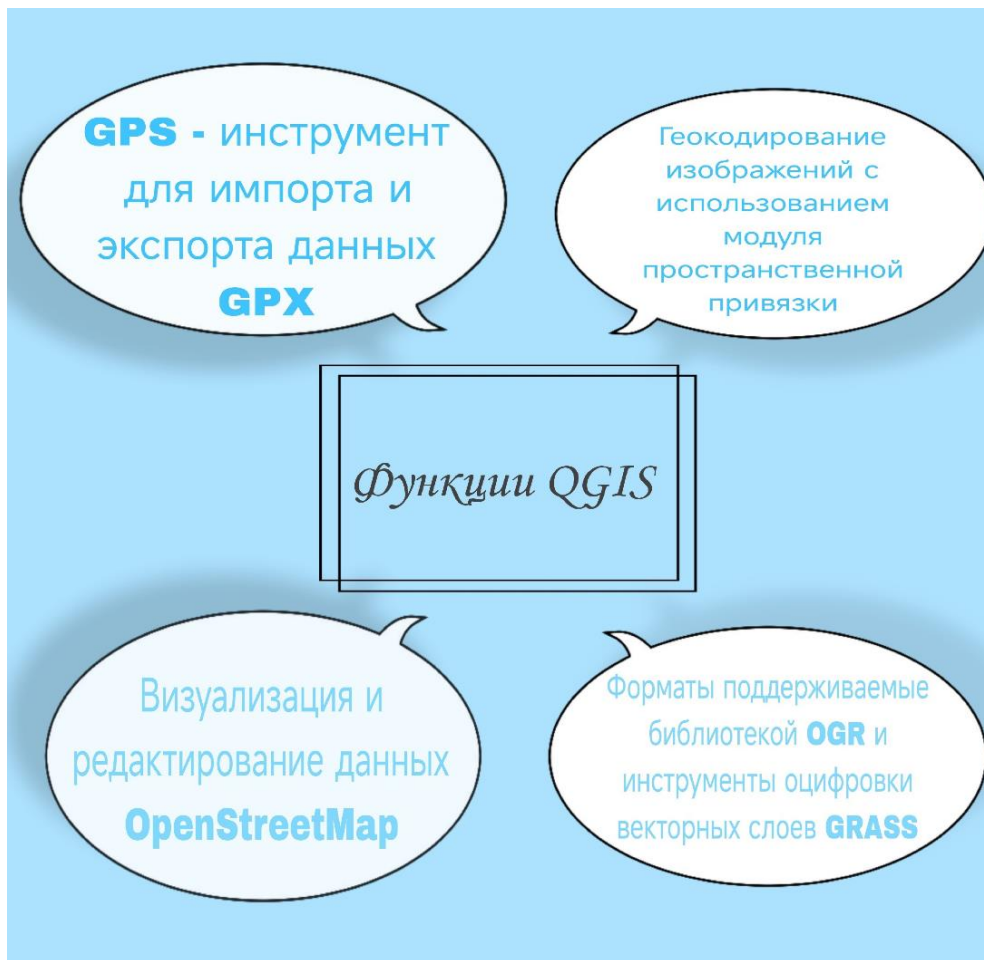 GPS - инструмент
для импорта и
экспорта данных
GPX
Геокодирование
изображений с
использованием
модуля
пространственной
привязки
Функции QGIS
Визуализация и
редактирование данных
OpenStreetMap
Форматы поддерживаемые
библиотекой OGR и
инструменты оцифровки
векторных слоев GRASS